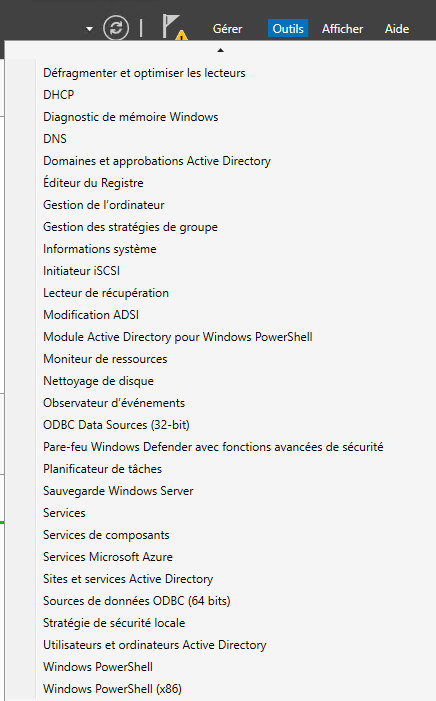 Gérer Outils Afficher Aide
Défragmenter et optimiser les lecteurs
DHCP
Diagnostic de mémoire Windows
DNS
Domaines et approbations Active Directory
Éditeur du Registre
Gestion de l'ordinateur
Gestion des stratégies de groupe
Informations système
Initiateur iSCSI
Lecteur de récupération
Modification ADSI
Module Active Directory pour Windows PowerShell
Moniteur de ressources
Nettoyage de disque
Observateur d'événements
ODBC Data Sources (32-bit)
Pare-feu Windows Defender avec fonctions avancées de sécurité
Planificateur de tâches
Sauvegarde Windows Server
Services
Services de composants
Services Microsoft Azure
Sites et services Active Directory
Sources de données ODBC (64 bits)
Stratégie de sécurité locale
Utilisateurs et ordinateurs Active Directory
Windows PowerShell
Windows PowerShell (x86)